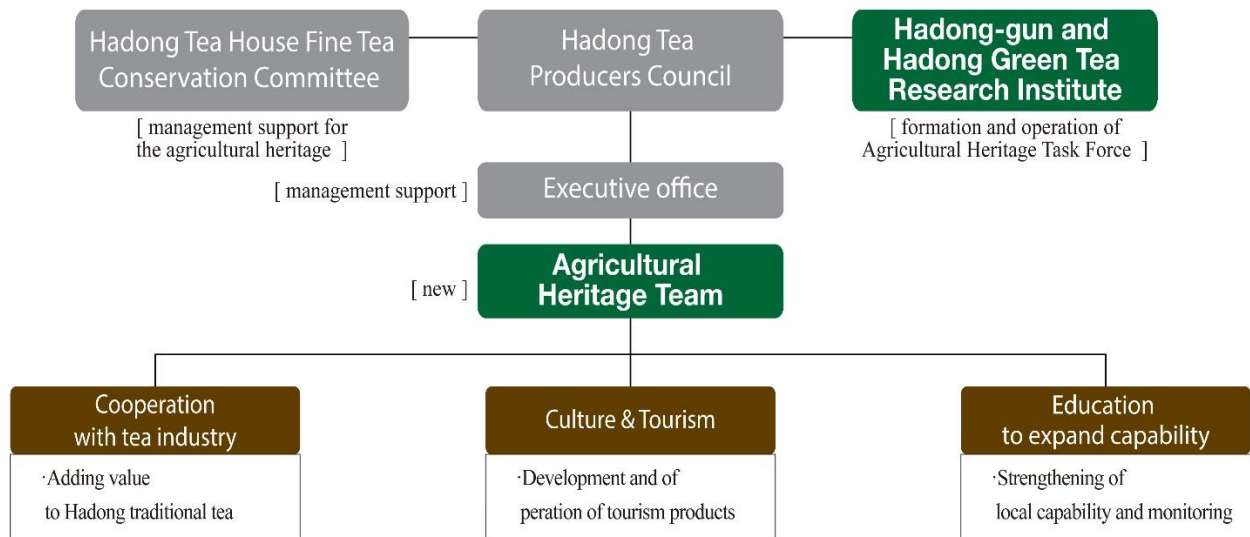 Hadong Tea House Fine Tea
Conservation Committee
[ management support for
the agricultural heritage ]
Hadong Tea
Producers Council
Hadong-gun and
Hadong Green Tea
Research Institute
[ formation and operation of
Agricultural Heritage Task Force ]
[ management support ]
Executive office
[ new ]
Agricultural
Heritage Team
Cooperation
with tea industry
·Adding value
to Hadong traditional tea
Culture & Tourism
·Development and of
peration of tourism products
Education
to expand capability
·Strengthening of
local capability and monitoring